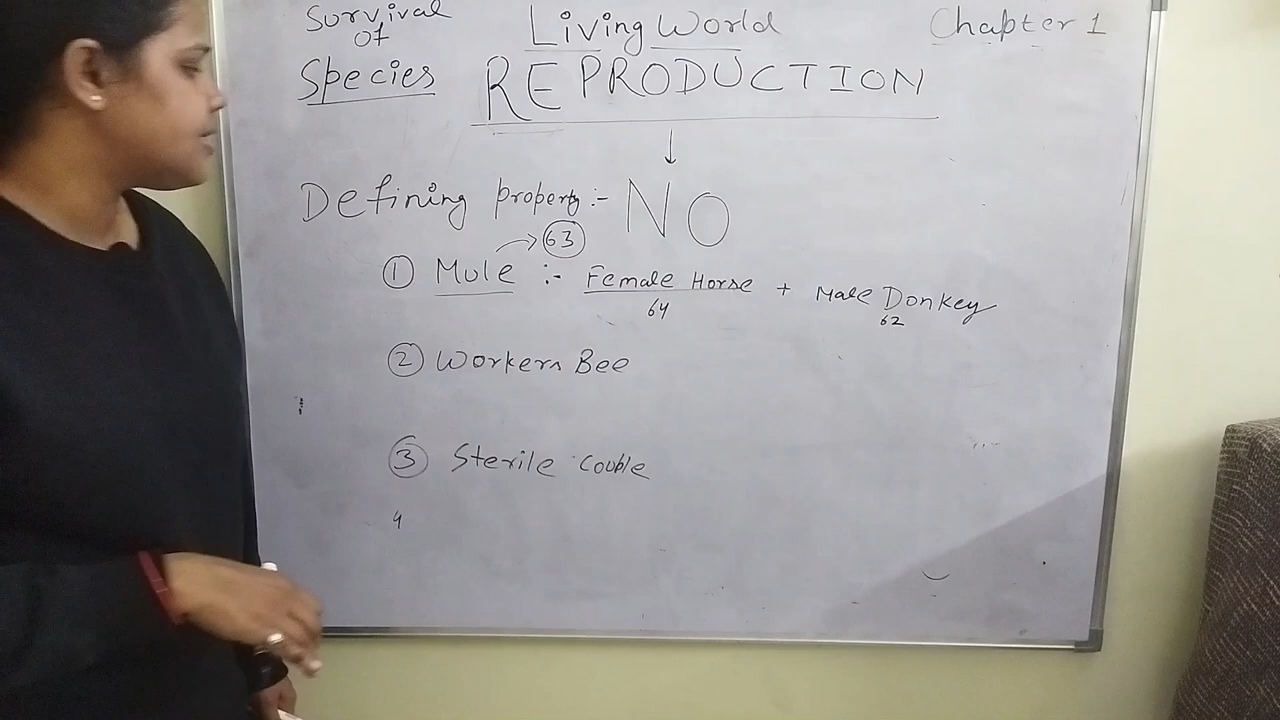 Survival Of Species
Living World
Chapter 1
REPRODUCTION
↓
Defining property :- NO
① Mule → 63 :- Female Horse + Male Donkey
64 62
② Workers Bee
③ Sterile Couple
4